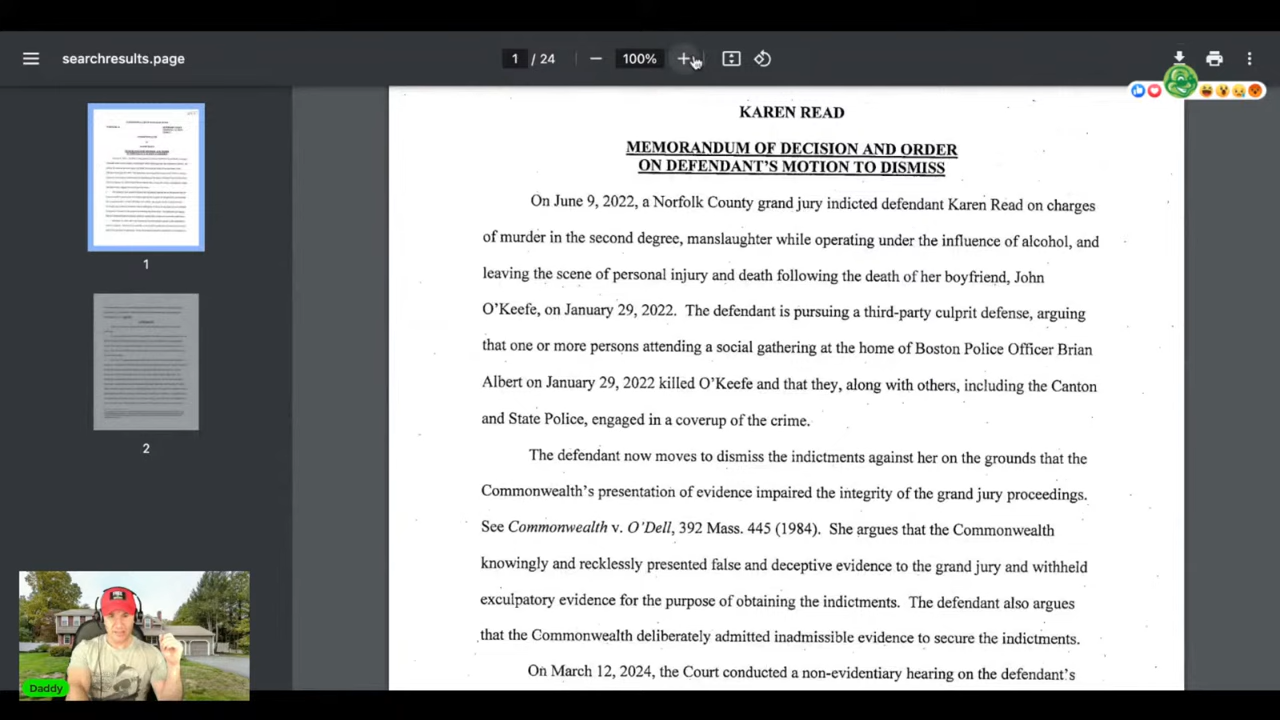 searchresults.page
1 / 24
100%
1
2
KAREN READ
MEMORANDUM OF DECISION AND ORDER
ON DEFENDANT'S MOTION TO DISMISS
On June 9, 2022, a Norfolk County grand jury indicted defendant Karen Read on charges
of murder in the second degree, manslaughter while operating under the influence of alcohol, and
leaving the scene of personal injury and death following the death of her boyfriend, John
O'Keefe, on January 29, 2022. The defendant is pursuing a third-party culprit defense, arguing
that one or more persons attending a social gathering at the home of Boston Police Officer Brian
Albert on January 29, 2022 killed O'Keefe and that they, along with others, including the Canton
and State Police, engaged in a coverup of the crime.
The defendant now moves to dismiss the indictments against her on the grounds that the
Commonwealth's presentation of evidence impaired the integrity of the grand jury proceedings.
See Commonwealth v. O'Dell, 392 Mass. 445 (1984). She argues that the Commonwealth
knowingly and recklessly presented false and deceptive evidence to the grand jury and withheld
exculpatory evidence for the purpose of obtaining the indictments. The defendant also argues
that the Commonwealth deliberately admitted inadmissible evidence to secure the indictments.
On March 12, 2024, the Court conducted a non-evidentiary hearing on the defendant's
Daddy